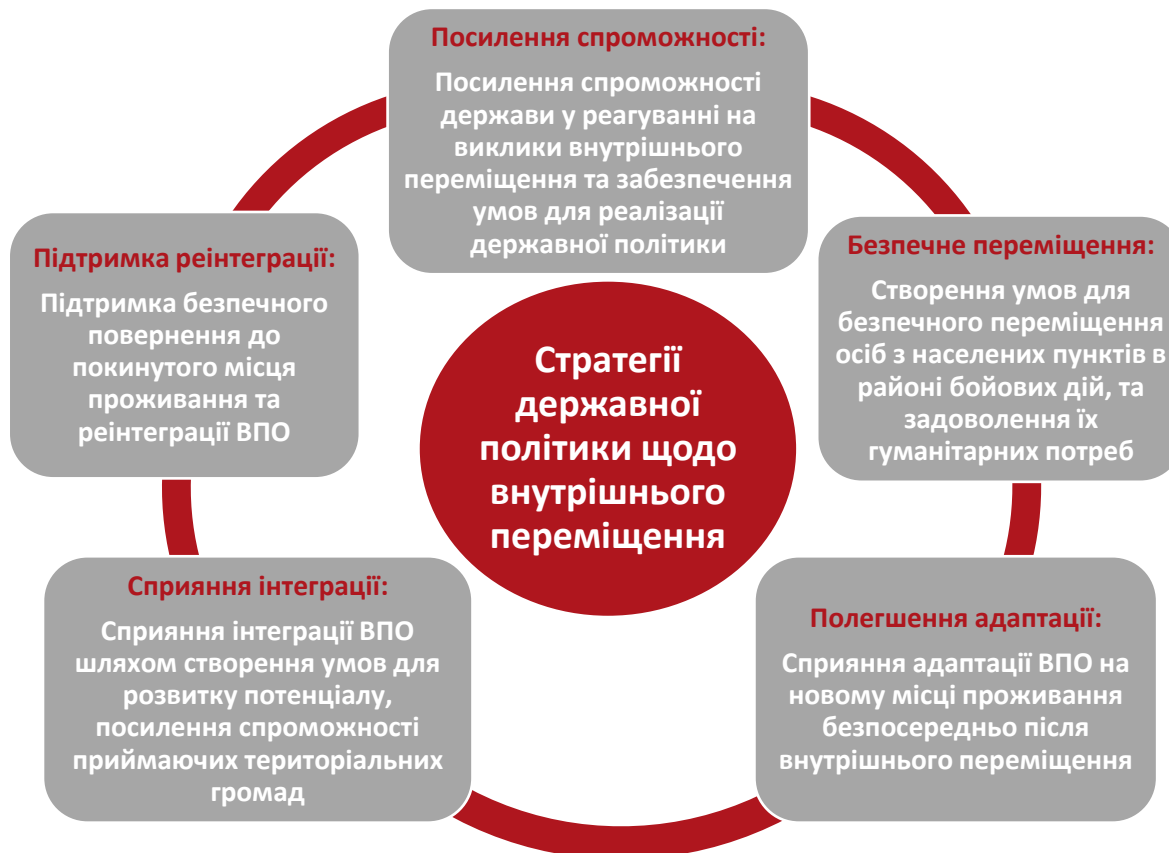 Посилення спроможності:
Посилення спроможності
держави у реагуванні на
виклики внутрішнього
переміщення та забезпечення
умов для реалізації
державної політики
Безпечне переміщення:
Створення умов для
безпечного переміщення
осіб з населених пунктів в
районі бойових дій, та
задоволення їх
гуманітарних потреб
Полегшення адаптації:
Сприяння адаптації ВПО на
новому місці проживання
безпосередньо після
внутрішнього переміщення
Сприяння інтеграції:
Сприяння інтеграції ВПО
шляхом створення умов для
розвитку потенціалу,
посилення спроможності
приймаючих територіальних
громад
Підтримка реінтеграції:
Підтримка безпечного
повернення до
покинутого місця
проживання та
реінтеграції ВПО
Стратегії
державної
політики щодо
внутрішнього
переміщення